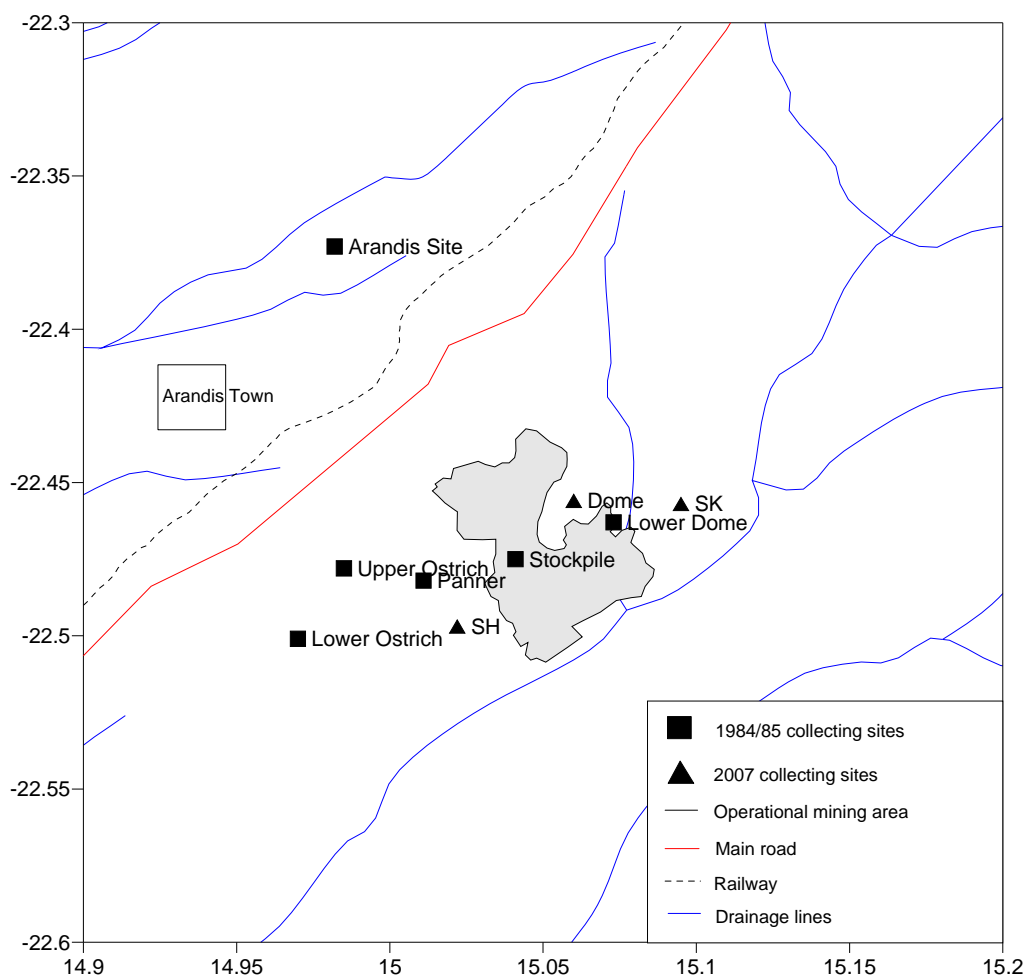 -22.3
-22.35
Arandis Site
-22.4
Arandis Town
-22.45
Dome
SK
Lower Dome
Stockpile
Upper Ostrich
Panner
-22.5
SH
Lower Ostrich
1984/85 collecting sites
2007 collecting sites
-22.55
Operational mining area
Main road
Railway
Drainage lines
-22.6
14.9 14.95 15 15.05 15.1 15.15 15.2